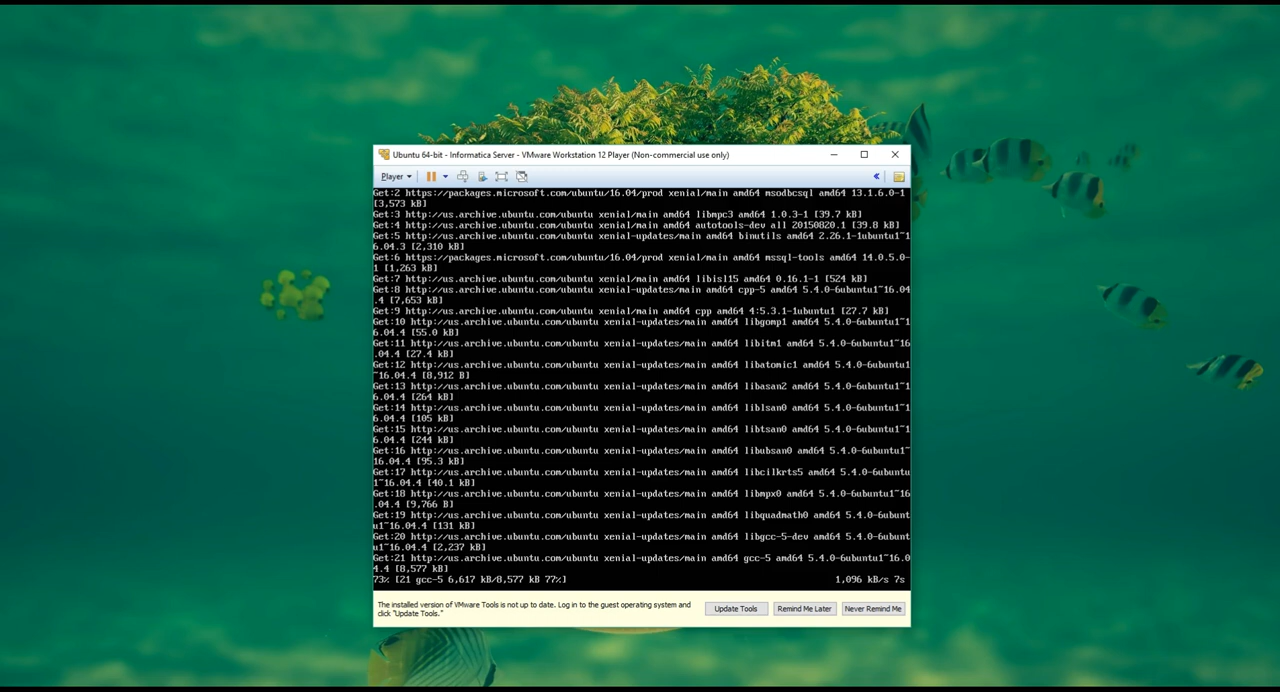 Ubuntu 64-bit - Informatica Server - VMware Workstation 12 Player (Non-commercial use only)
Player
Get:2 https://packages.microsoft.com/ubuntu/16.04/prod xenial/main amd64 msodbcsql amd64 13.1.6.0-1
[3,573 kB]
Get:3 http://us.archive.ubuntu.com/ubuntu xenial/main amd64 libmpc3 amd64 1.0.3-1 [39.7 kB]
Get:4 http://us.archive.ubuntu.com/ubuntu xenial/main amd64 autotools-dev all 20150820.1 [39.8 kB]
Get:5 http://us.archive.ubuntu.com/ubuntu xenial-updates/main amd64 binutils amd64 2.26.1-1ubuntu1~1
6.04.3 [2,310 kB]
Get:6 https://packages.microsoft.com/ubuntu/16.04/prod xenial/main amd64 mssql-tools amd64 14.0.5.0-
1 [1,263 kB]
Get:7 http://us.archive.ubuntu.com/ubuntu xenial/main amd64 libisl15 amd64 0.16.1-1 [524 kB]
Get:8 http://us.archive.ubuntu.com/ubuntu xenial-updates/main amd64 cpp-5 amd64 5.4.0-6ubuntu1~16.04
.4 [7,653 kB]
Get:9 http://us.archive.ubuntu.com/ubuntu xenial/main amd64 cpp amd64 4:5.3.1-1ubuntu1 [27.7 kB]
Get:10 http://us.archive.ubuntu.com/ubuntu xenial-updates/main amd64 libgomp1 amd64 5.4.0-6ubuntu1~1
6.04.4 [55.0 kB]
Get:11 http://us.archive.ubuntu.com/ubuntu xenial-updates/main amd64 libitm1 amd64 5.4.0-6ubuntu1~16
.04.4 [27.4 kB]
Get:12 http://us.archive.ubuntu.com/ubuntu xenial-updates/main amd64 libatomic1 amd64 5.4.0-6ubuntu1
~16.04.4 [8,912 B]
Get:13 http://us.archive.ubuntu.com/ubuntu xenial-updates/main amd64 libasan2 amd64 5.4.0-6ubuntu1~1
6.04.4 [264 kB]
Get:14 http://us.archive.ubuntu.com/ubuntu xenial-updates/main amd64 liblsan0 amd64 5.4.0-6ubuntu1~1
6.04.4 [105 kB]
Get:15 http://us.archive.ubuntu.com/ubuntu xenial-updates/main amd64 libtsan0 amd64 5.4.0-6ubuntu1~1
6.04.4 [244 kB]
Get:16 http://us.archive.ubuntu.com/ubuntu xenial-updates/main amd64 libubsan0 amd64 5.4.0-6ubuntu1~
16.04.4 [95.3 kB]
Get:17 http://us.archive.ubuntu.com/ubuntu xenial-updates/main amd64 libcilkrts5 amd64 5.4.0-6ubuntu
1~16.04.4 [40.1 kB]
Get:18 http://us.archive.ubuntu.com/ubuntu xenial-updates/main amd64 libmpx0 amd64 5.4.0-6ubuntu1~16
.04.4 [9,766 B]
Get:19 http://us.archive.ubuntu.com/ubuntu xenial-updates/main amd64 libquadmath0 amd64 5.4.0-6ubunt
u1~16.04.4 [131 kB]
Get:20 http://us.archive.ubuntu.com/ubuntu xenial-updates/main amd64 libgcc-5-dev amd64 5.4.0-6ubunt
u1~16.04.4 [2,237 kB]
Get:21 http://us.archive.ubuntu.com/ubuntu xenial-updates/main amd64 gcc-5 amd64 5.4.0-6ubuntu1~16.0
4.4 [8,577 kB]
73% [21 gcc-5 6,617 kB/8,577 kB 77%] 1,096 kB/s 7s
The installed version of VMware Tools is not up to date. Log in to the guest operating system and
click "Update Tools."
Update Tools Remind Me Later Never Remind Me